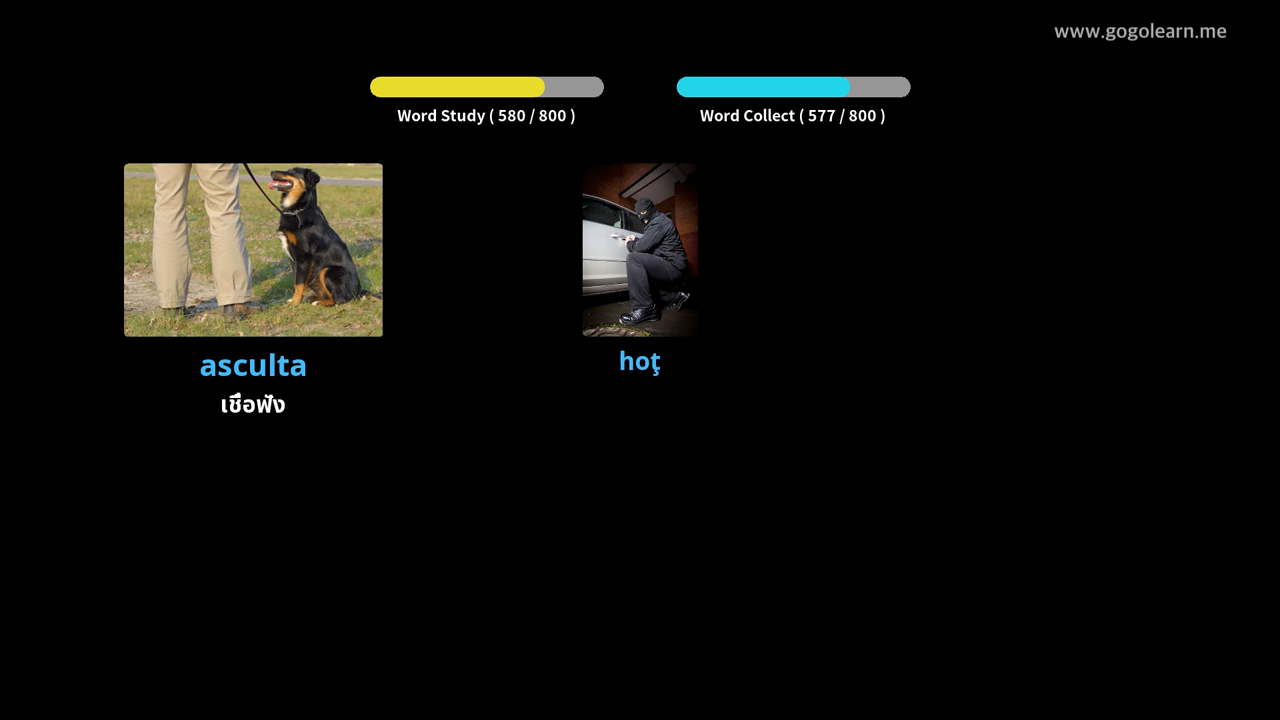 www.gogolearn.me
Word Study ( 580 / 800 )
Word Collect ( 577 / 800 )
asculta
เชื่อฟัง
hoţ